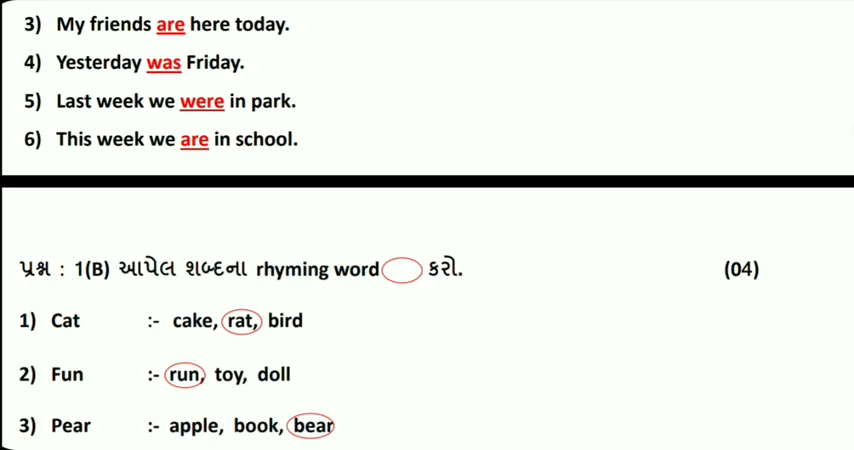 3) My friends are here today.
4) Yesterday was Friday.
5) Last week we were in park.
6) This week we are in school.
પ્રશ્ન : 1(B) આપેલ શબ્દના rhyming word કરો. (04)
1) Cat :- cake, rat, bird
2) Fun :- run, toy, doll
3) Pear :- apple, book, bear